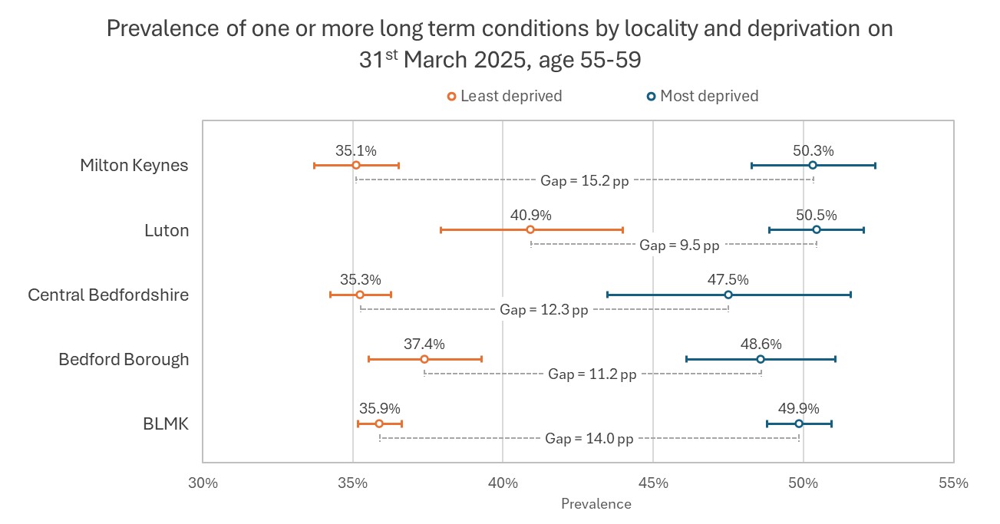 Prevalence of one or more long term conditions by locality and deprivation on
31st March 2025, age 55-59
Least deprived
Most deprived
Milton Keynes
35.1%
50.3%
Gap = 15.2 pp
Luton
40.9%
50.5%
Gap = 9.5 pp
Central Bedfordshire
35.3%
47.5%
Gap = 12.3 pp
Bedford Borough
37.4%
48.6%
Gap = 11.2 pp
BLMK
35.9%
49.9%
Gap = 14.0 pp
30%
35%
40%
45%
50%
55%
Prevalence